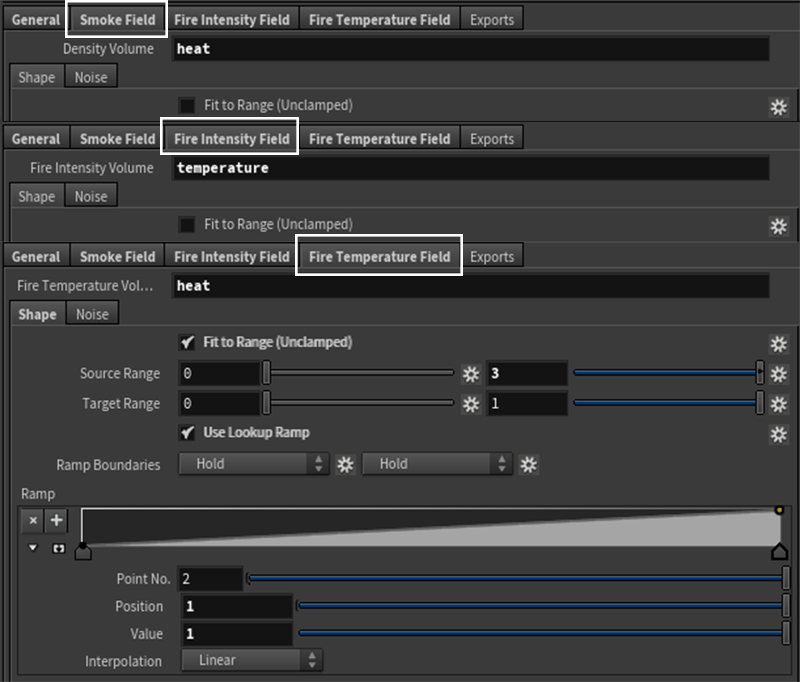 General Smoke Field Fire Intensity Field Fire Temperature Field Exports
Density Volume heat
Shape Noise
Fit to Range (Unclamped)
General Smoke Field Fire Intensity Field Fire Temperature Field Exports
Fire Intensity Volume temperature
Shape Noise
Fit to Range (Unclamped)
General Smoke Field Fire Intensity Field Fire Temperature Field Exports
Fire Temperature Vol... heat
Shape Noise
Fit to Range (Unclamped)
Source Range 0 3
Target Range 0 1
Use Lookup Ramp
Ramp Boundaries Hold Hold
Ramp
Point No. 2
Position 1
Value 1
Interpolation Linear